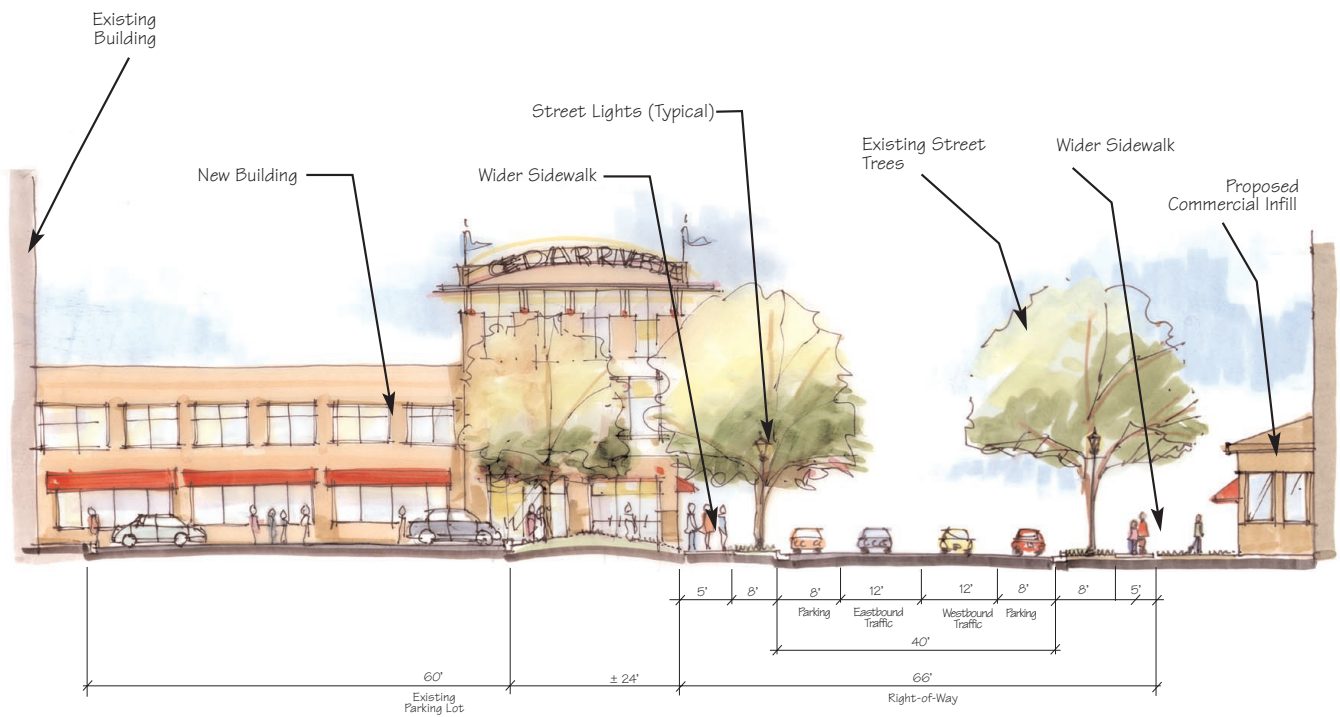 Existing
Building
Street Lights (Typical)
Existing Street
Trees
Wider Sidewalk
New Building
Wider Sidewalk
Proposed
Commercial Infill
5' 8' 8' 12' 12' 8' 8' 5'
Parking Eastbound Westbound Parking
Traffic Traffic
40'
60' ± 24' 66'
Existing Right-of-Way
Parking Lot